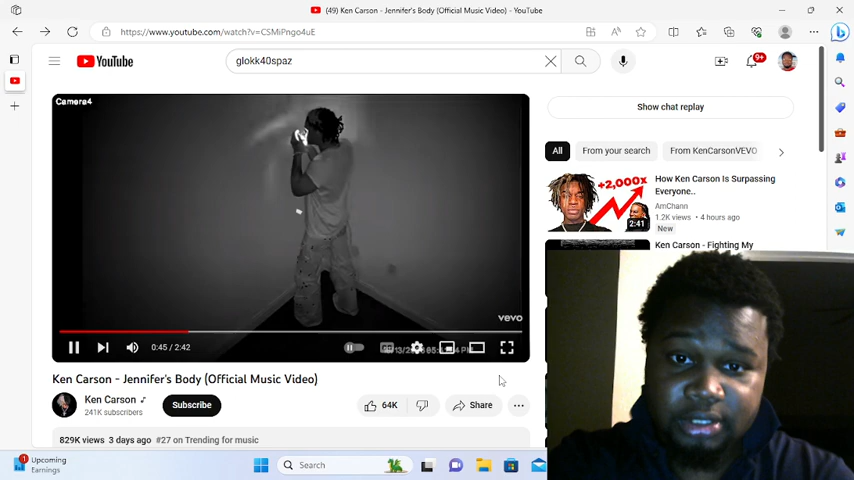 (49) Ken Carson - Jennifer's Body (Official Music Video) - YouTube
https://www.youtube.com/watch?v=CSMiPngo4uE
YouTube
glokk40spaz
9+
Camera4
Show chat replay
All
From your search
From KenCarsonVEVO
How Ken Carson Is Surpassing
Everyone..
AmChann
1.2K views • 4 hours ago
New
+2,000x
2:41
Ken Carson - Fighting My
vevo
0:45 / 2:42
Ken Carson - Jennifer's Body (Official Music Video)
Ken Carson
241K subscribers
Subscribe
64K
Share
829K views 3 days ago #27 on Trending for music
1
Upcoming
Earnings
Search